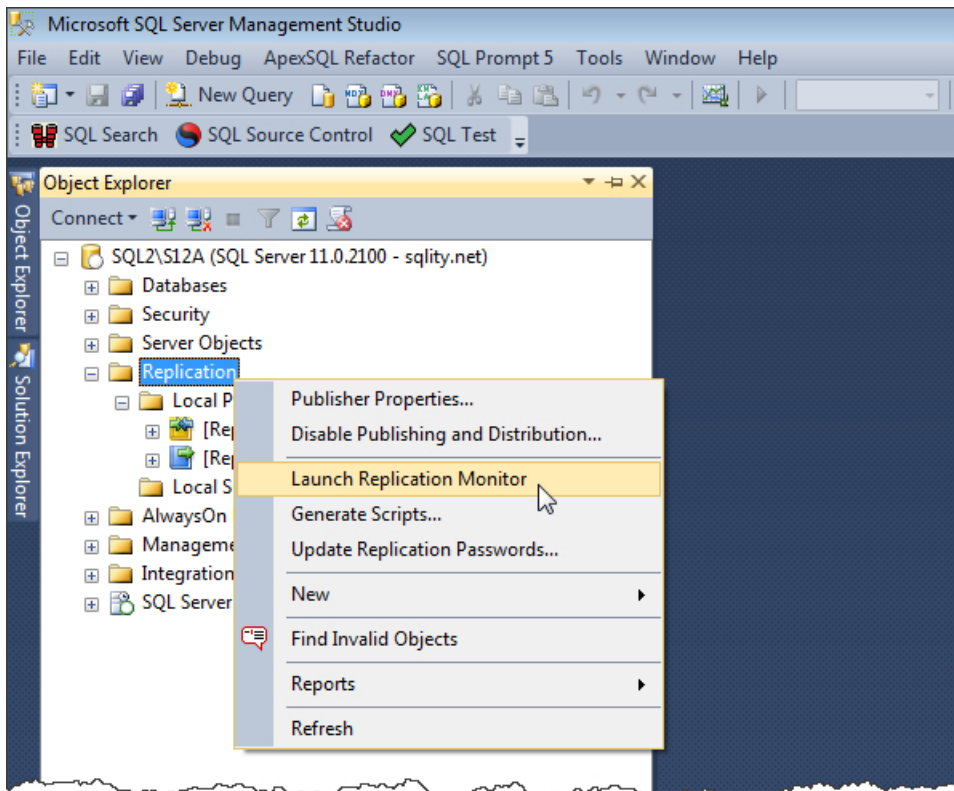 Microsoft SQL Server Management Studio
File Edit View Debug ApexSQL Refactor SQL Prompt 5 Tools Window Help
New Query
SQL Search SQL Source Control SQL Test
Object Explorer
Connect
Object Explorer
Solution Explorer
SQL2\S12A (SQL Server 11.0.2100 - sqlity.net)
Databases
Security
Server Objects
Replication
Local P
[Rep
[Rep
Local S
AlwaysOn
Manageme
Integration
SQL Server
Publisher Properties...
Disable Publishing and Distribution...
Launch Replication Monitor
Generate Scripts...
Update Replication Passwords...
New
Find Invalid Objects
Reports
Refresh